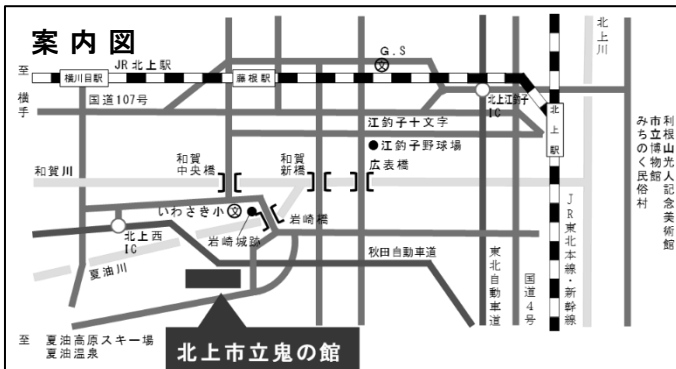 案内図
至
横手
JR北上駅
横川目駅
藤根駅
G.S
文
国道107号
北上江釣子
IC
北上駅
北上川
利根山光人記念美術館
市立博物館
みちのく民俗村
江釣子十文字
江釣子野球場
和賀川
和賀
中央橋
和賀
新橋
広表橋
いわさき小
文
岩崎橋
岩崎城跡
北上西
IC
夏油川
秋田自動車道
東北自動車道
国道4号
JR東北本線・新幹線
至
夏油高原スキー場
夏油温泉
北上市立鬼の館